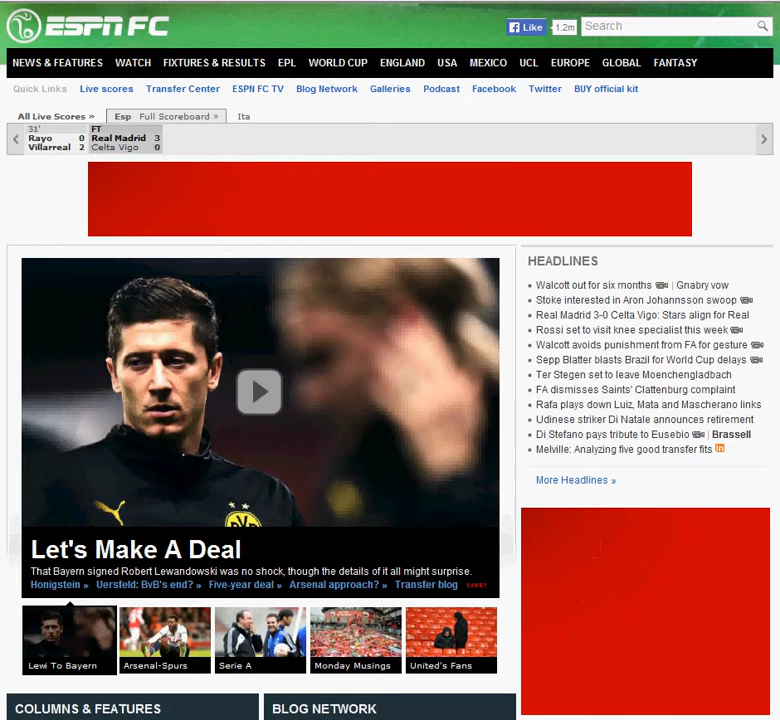 ESPN FC
Like 1.2m Search
NEWS & FEATURES WATCH FIXTURES & RESULTS EPL WORLD CUP ENGLAND USA MEXICO UCL EUROPE GLOBAL FANTASY
Quick Links Live scores Transfer Center ESPN FC TV Blog Network Galleries Podcast Facebook Twitter BUY official kit
All Live Scores » Esp Full Scoreboard » Ita
31' FT
Rayo 0 Real Madrid 3
Villarreal 2 Celta Vigo 0
Let's Make A Deal
That Bayern signed Robert Lewandowski was no shock, though the details of it all might surprise.
Honigstein » Uersfeld: BvB's end? » Five-year deal » Arsenal approach? » Transfer blog LIVE!
Lewi To Bayern Arsenal-Spurs Serie A Monday Musings United's Fans
COLUMNS & FEATURES BLOG NETWORK
HEADLINES
Walcott out for six months | Gnabry vow
Stoke interested in Aron Johannsson swoop
Real Madrid 3-0 Celta Vigo: Stars align for Real
Rossi set to visit knee specialist this week
Walcott avoids punishment from FA for gesture
Sepp Blatter blasts Brazil for World Cup delays
Ter Stegen set to leave Moenchengladbach
FA dismisses Saints' Clattenburg complaint
Rafa plays down Luiz, Mata and Mascherano links
Udinese striker Di Natale announces retirement
Di Stefano pays tribute to Eusebio | Brassell
Melville: Analyzing five good transfer fits in
More Headlines »